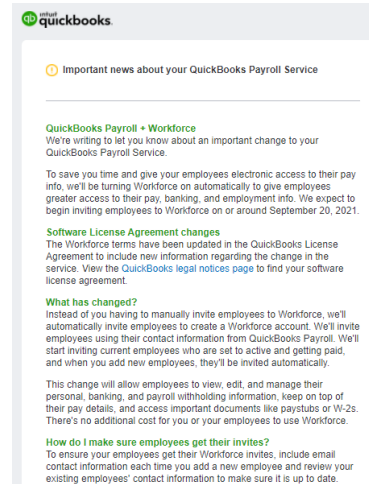 qb intuit
quickbooks.
Important news about your QuickBooks Payroll Service
QuickBooks Payroll + Workforce
We're writing to let you know about an important change to your
QuickBooks Payroll Service.
To save you time and give your employees electronic access to their pay
info, we'll be turning Workforce on automatically to give employees
greater access to their pay, banking, and employment info. We expect to
begin inviting employees to Workforce on or around September 20, 2021.
Software License Agreement changes
The Workforce terms have been updated in the QuickBooks License
Agreement to include new information regarding the change in the
service. View the QuickBooks legal notices page to find your software
license agreement.
What has changed?
Instead of you having to manually invite employees to Workforce, we'll
automatically invite employees to create a Workforce account. We'll invite
employees using their contact information from QuickBooks Payroll. We'll
start inviting current employees who are set to active and getting paid,
and when you add new employees, they'll be invited automatically.
This change will allow employees to view, edit, and manage their
personal, banking, and payroll withholding information, keep on top of
their pay details, and access important documents like paystubs or W-2s.
There's no additional cost for you or your employees to use Workforce.
How do I make sure employees get their invites?
To ensure your employees get their Workforce invites, include email
contact information each time you add a new employee and review your
existing employees' contact information to make sure it is up to date.